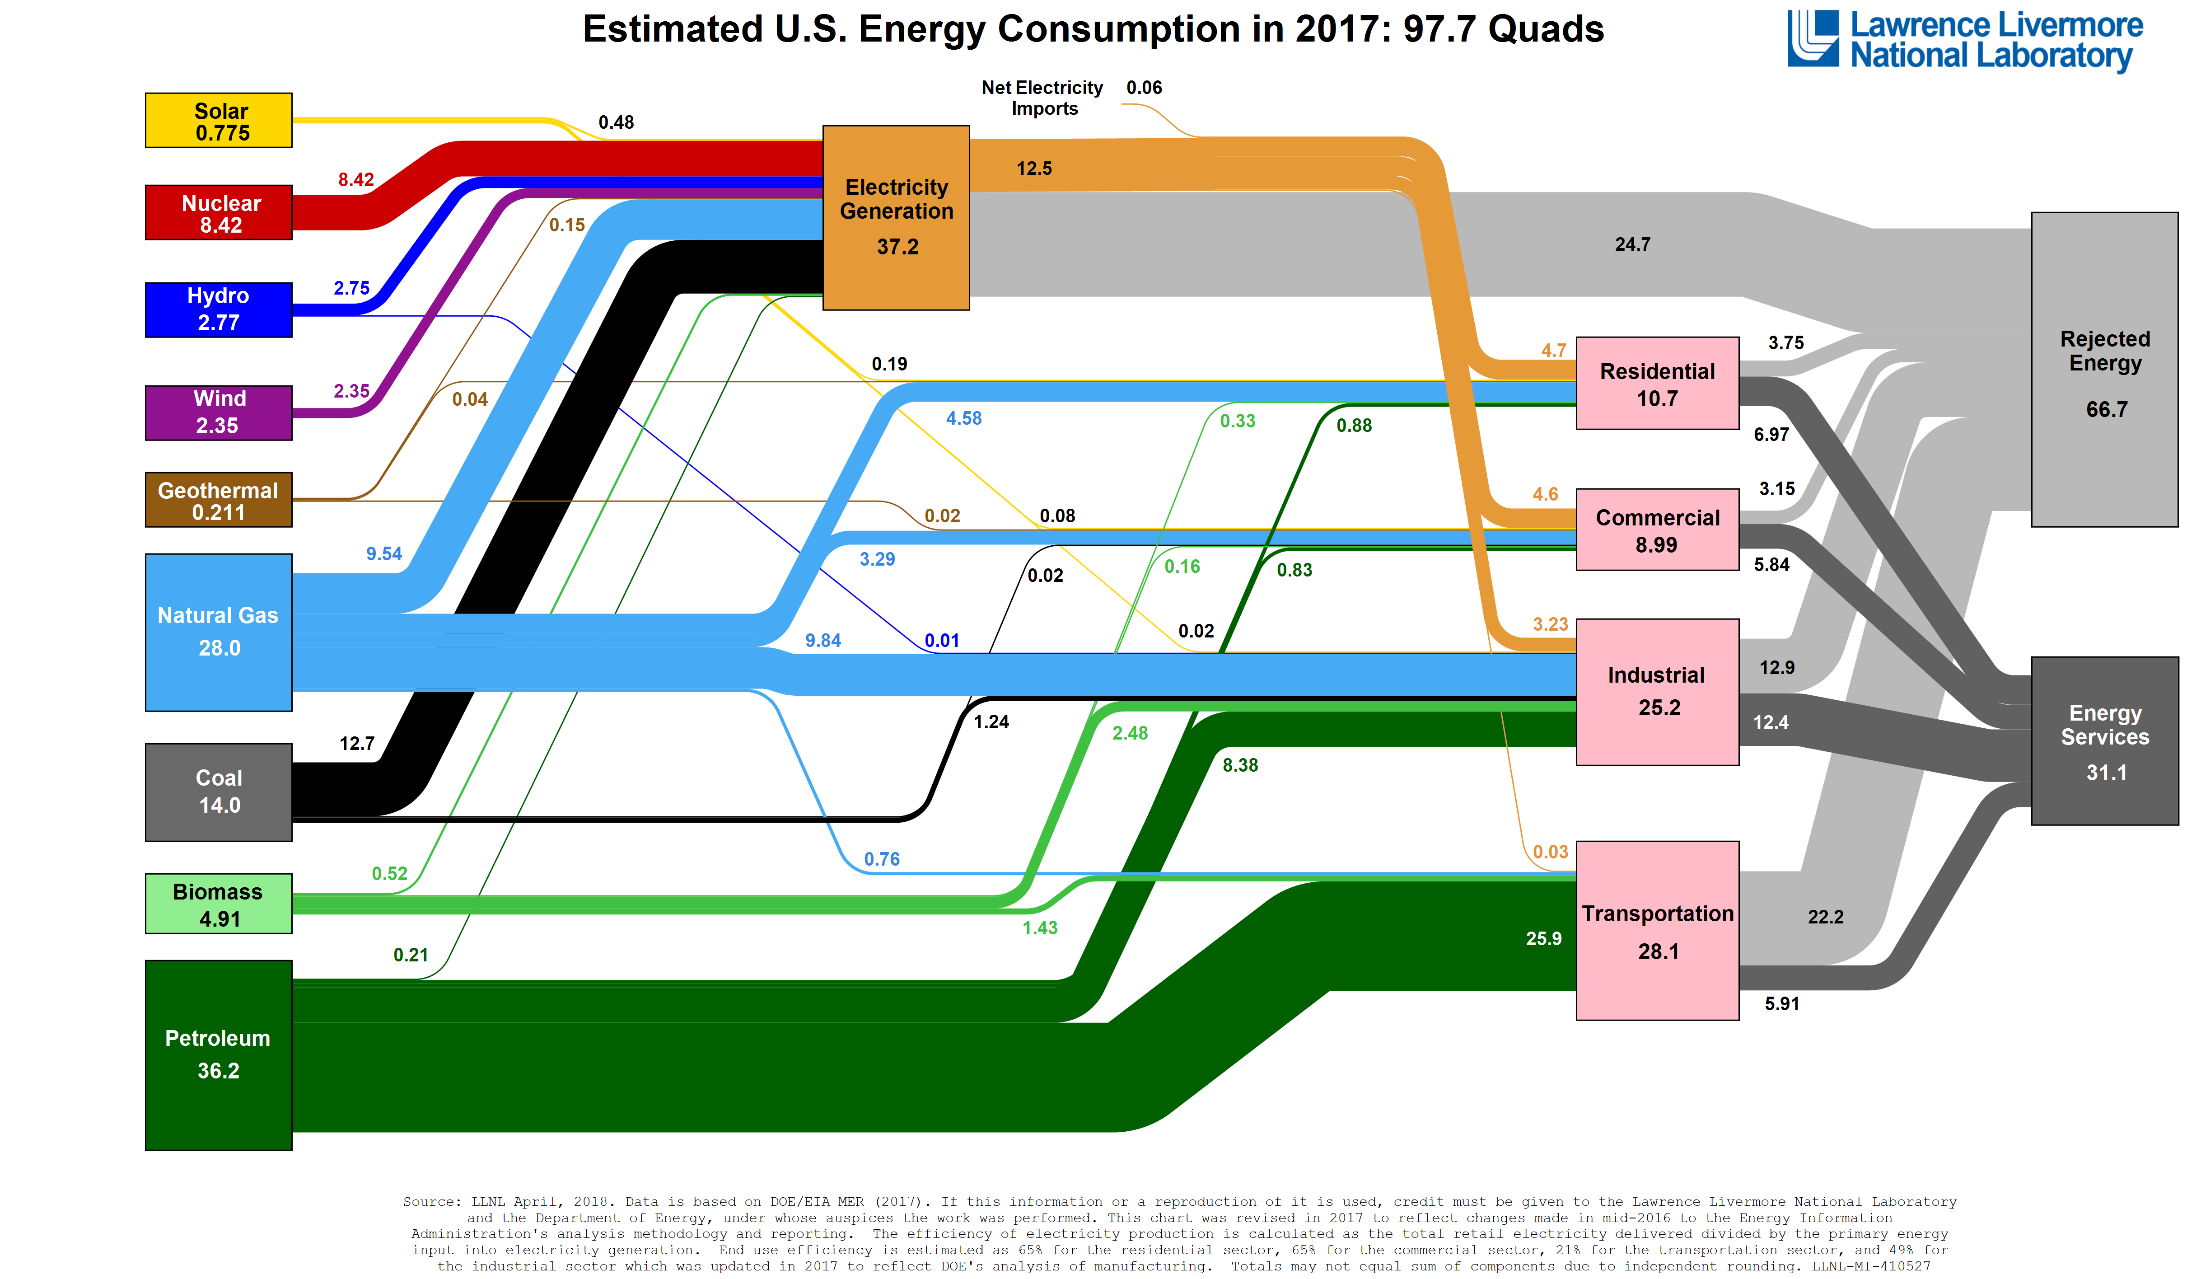 Estimated U.S. Energy Consumption in 2017: 97.7 Quads
Lawrence Livermore
National Laboratory
Net Electricity
Imports
0.06
Solar
0.775
0.48
Nuclear
8.42
8.42
Hydro
2.77
2.75
Wind
2.35
2.35
Geothermal
0.211
0.15
0.04
0.02
Natural Gas
28.0
9.54
4.58
3.29
9.84
0.76
Coal
14.0
12.7
0.02
1.24
Biomass
4.91
0.52
0.33
0.16
2.48
1.43
Petroleum
36.2
0.21
0.88
0.83
8.38
25.9
0.19
0.08
0.02
0.01
Electricity
Generation
37.2
12.5
24.7
4.7
4.6
3.23
0.03
Residential
10.7
3.75
6.97
Commercial
8.99
3.15
5.84
Industrial
25.2
12.9
12.4
Transportation
28.1
22.2
5.91
Rejected
Energy
66.7
Energy
Services
31.1
Source: LLNL April, 2018. Data is based on DOE/EIA MER (2017). If this information or a reproduction of it is used, credit must be given to the Lawrence Livermore National Laboratory
and the Department of Energy, under whose auspices the work was performed. This chart was revised in 2017 to reflect changes made in mid-2016 to the Energy Information
Administration's analysis methodology and reporting. The efficiency of electricity production is calculated as the total retail electricity delivered divided by the primary energy
input into electricity generation. End use efficiency is estimated as 65% for the residential sector, 65% for the commercial sector, 21% for the transportation sector, and 49% for
the industrial sector which was updated in 2017 to reflect DOE's analysis of manufacturing. Totals may not equal sum of components due to independent rounding. LLNL-MI-410527